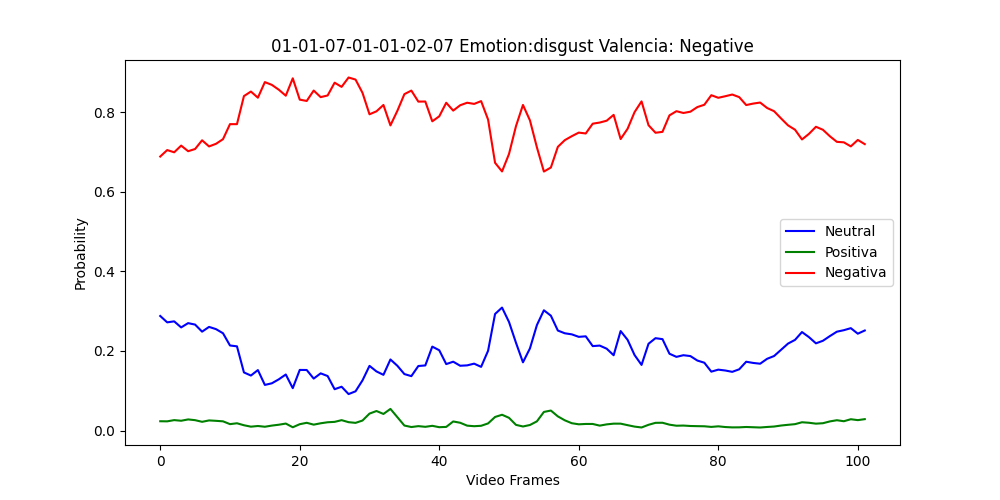 01-01-07-01-01-02-07 Emotion:disgust Valencia: Negative
Probability
0.8
0.6
0.4
0.2
0.0
Neutral
Positiva
Negativa
0 20 40 60 80 100
Video Frames